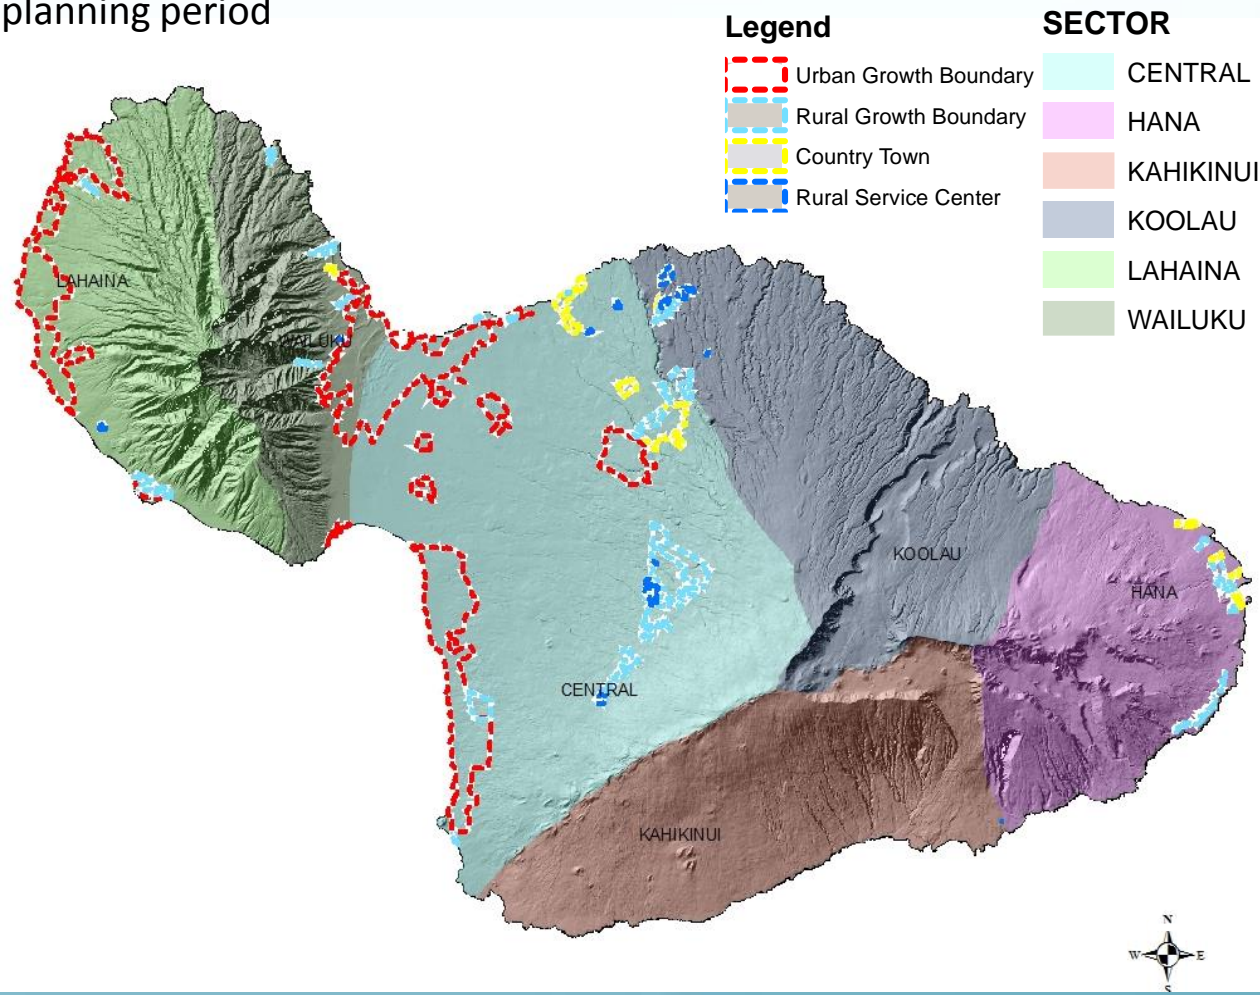 planning period
Legend
Urban Growth Boundary
Rural Growth Boundary
Country Town
Rural Service Center
SECTOR
CENTRAL
HANA
KAHIKINUI
KOOLAU
LAHAINA
WAILUKU
LAHAINA
WAILUKU
KOOLAU
HANA
CENTRAL
KAHIKINUI
N
W E
S